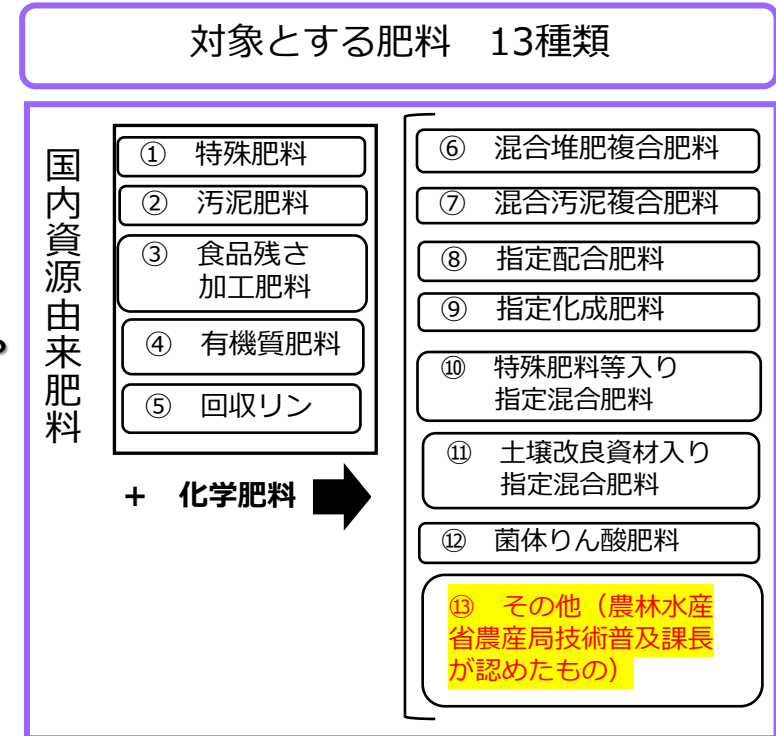 対象とする肥料　13種類
国内資源由来肥料
①　特殊肥料
②　汚泥肥料
③　食品残さ
加工肥料
④　有機質肥料
⑤　回収リン
+　化学肥料
⑥　混合堆肥複合肥料
⑦　混合汚泥複合肥料
⑧　指定配合肥料
⑨　指定化成肥料
⑩　特殊肥料等入り
指定混合肥料
⑪　土壌改良資材入り
指定混合肥料
⑫　菌体りん酸肥料
⑬　その他（農林水産
省農産局技術普及課長
が認めたもの）